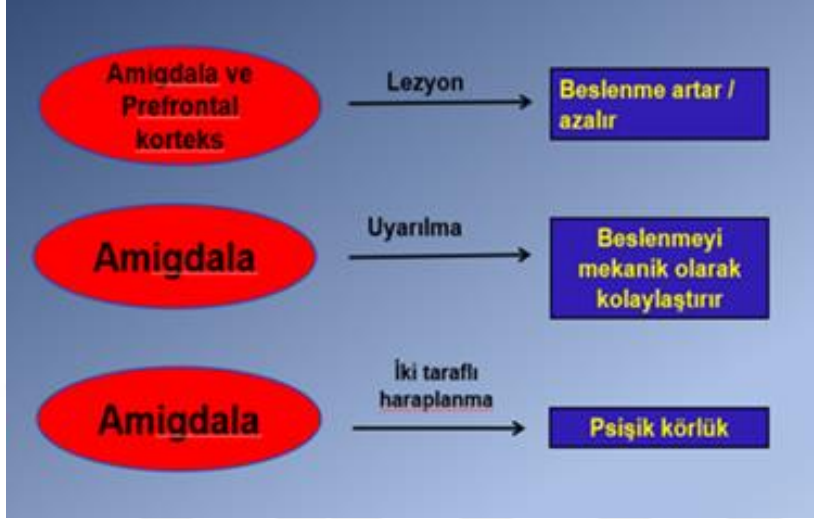 Amigdala ve
Prefrontal
korteks
Lezyon
Beslenme artar /
azalır
Amigdala
Uyarılma
Beslenmeyi
mekanik olarak
kolaylaştırır
Amigdala
İki taraflı
haraplanma
Psişik körlük